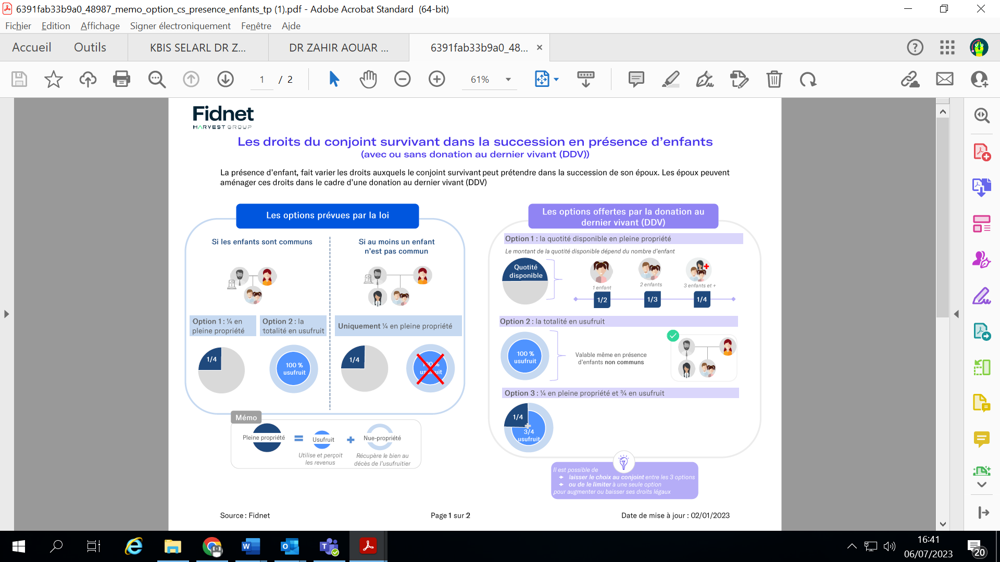 6391fab33b9a0_48987_memo_option_cs_presence_enfants_tp (1).pdf - Adobe Acrobat Standard (64-bit)
Fichier Edition Affichage Signer électroniquement Fenêtre Aide
Accueil Outils KBIS SELARL DR Z... DR ZAHIR AOUAR ... 6391fab33b9a0_48... ×
1 / 2 61%
Fidnet
HARVEST GROUP
Les droits du conjoint survivant dans la succession en présence d’enfants
(avec ou sans donation au dernier vivant (DDV))
La présence d’enfant, fait varier les droits auxquels le conjoint survivant peut prétendre dans la succession de son époux. Les époux peuvent
aménager ces droits dans le cadre d’une donation au dernier vivant (DDV)
Les options prévues par la loi
Si les enfants sont communs
Si au moins un enfant
n’est pas commun
Option 1 : ¼ en
pleine propriété
Option 2 : la
totalité en usufruit
Uniquement ¼ en pleine propriété
1/4
100 %
usufruit
1/4
100 %
usufruit
Mémo
Pleine propriété
=
Usufruit
+
Nue-propriété
Utilise et perçoit
les revenus
Récupère le bien au
décès de l’usufruitier
Les options offertes par la donation au
dernier vivant (DDV)
Option 1 : la quotité disponible en pleine propriété
Le montant de la quotité disponible dépend du nombre d’enfant
Quotité
disponible
1 enfant
2 enfants
3 enfants et +
1/2
1/3
1/4
Option 2 : la totalité en usufruit
100 %
usufruit
Valable même en présence
d’enfants non communs
Option 3 : ¼ en pleine propriété et ¾ en usufruit
1/4
3/4
usufruit
Il est possible de
laisser le choix au conjoint entre les 3 options
ou de le limiter à une seule option
pour augmenter ou baisser ses droits légaux
Source : Fidnet
Page 1 sur 2
Date de mise à jour : 02/01/2023
16:41
06/07/2023
20